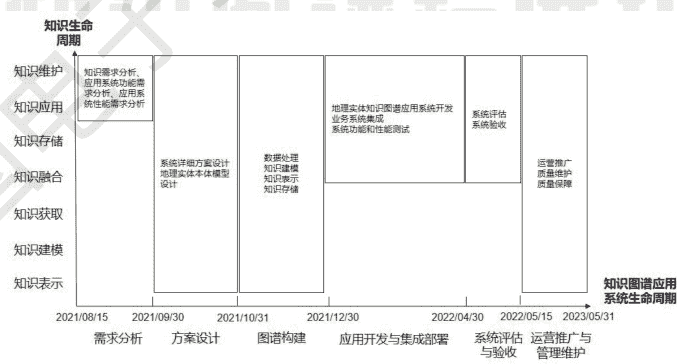 知识生命
周期
知识维护
知识应用
知识存储
知识融合
知识获取
知识建模
知识表示
知识需求分析、
应用系统功能需
求分析、应用系
统性能需求分析
系统详细方案设计
地理实体本体模型
设计
数据处理
知识建模
知识表示
知识存储
地理实体知识图谱应用系统开发
业务系统集成
系统功能和性能测试
系统评估
系统验收
运营推广
质量维护
质量保障
知识图谱应用
系统生命周期
2021/08/15 2021/09/30 2021/10/31 2021/12/30 2022/04/30 2022/05/15 2023/05/31
需求分析 方案设计 图谱构建 应用开发与集成部署 系统评估 运营推广与
与验收 管理维护